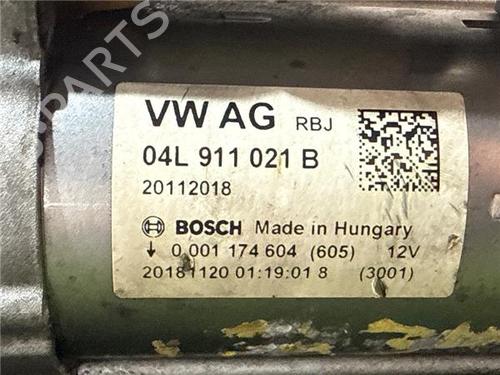 PARTS
VW AG RBJ
04L 911 021 B
20112018
BOSCH Made in Hungary
↓ 0 001 174 604 (605) 12V
20181120 01:19:01 8 (3001)